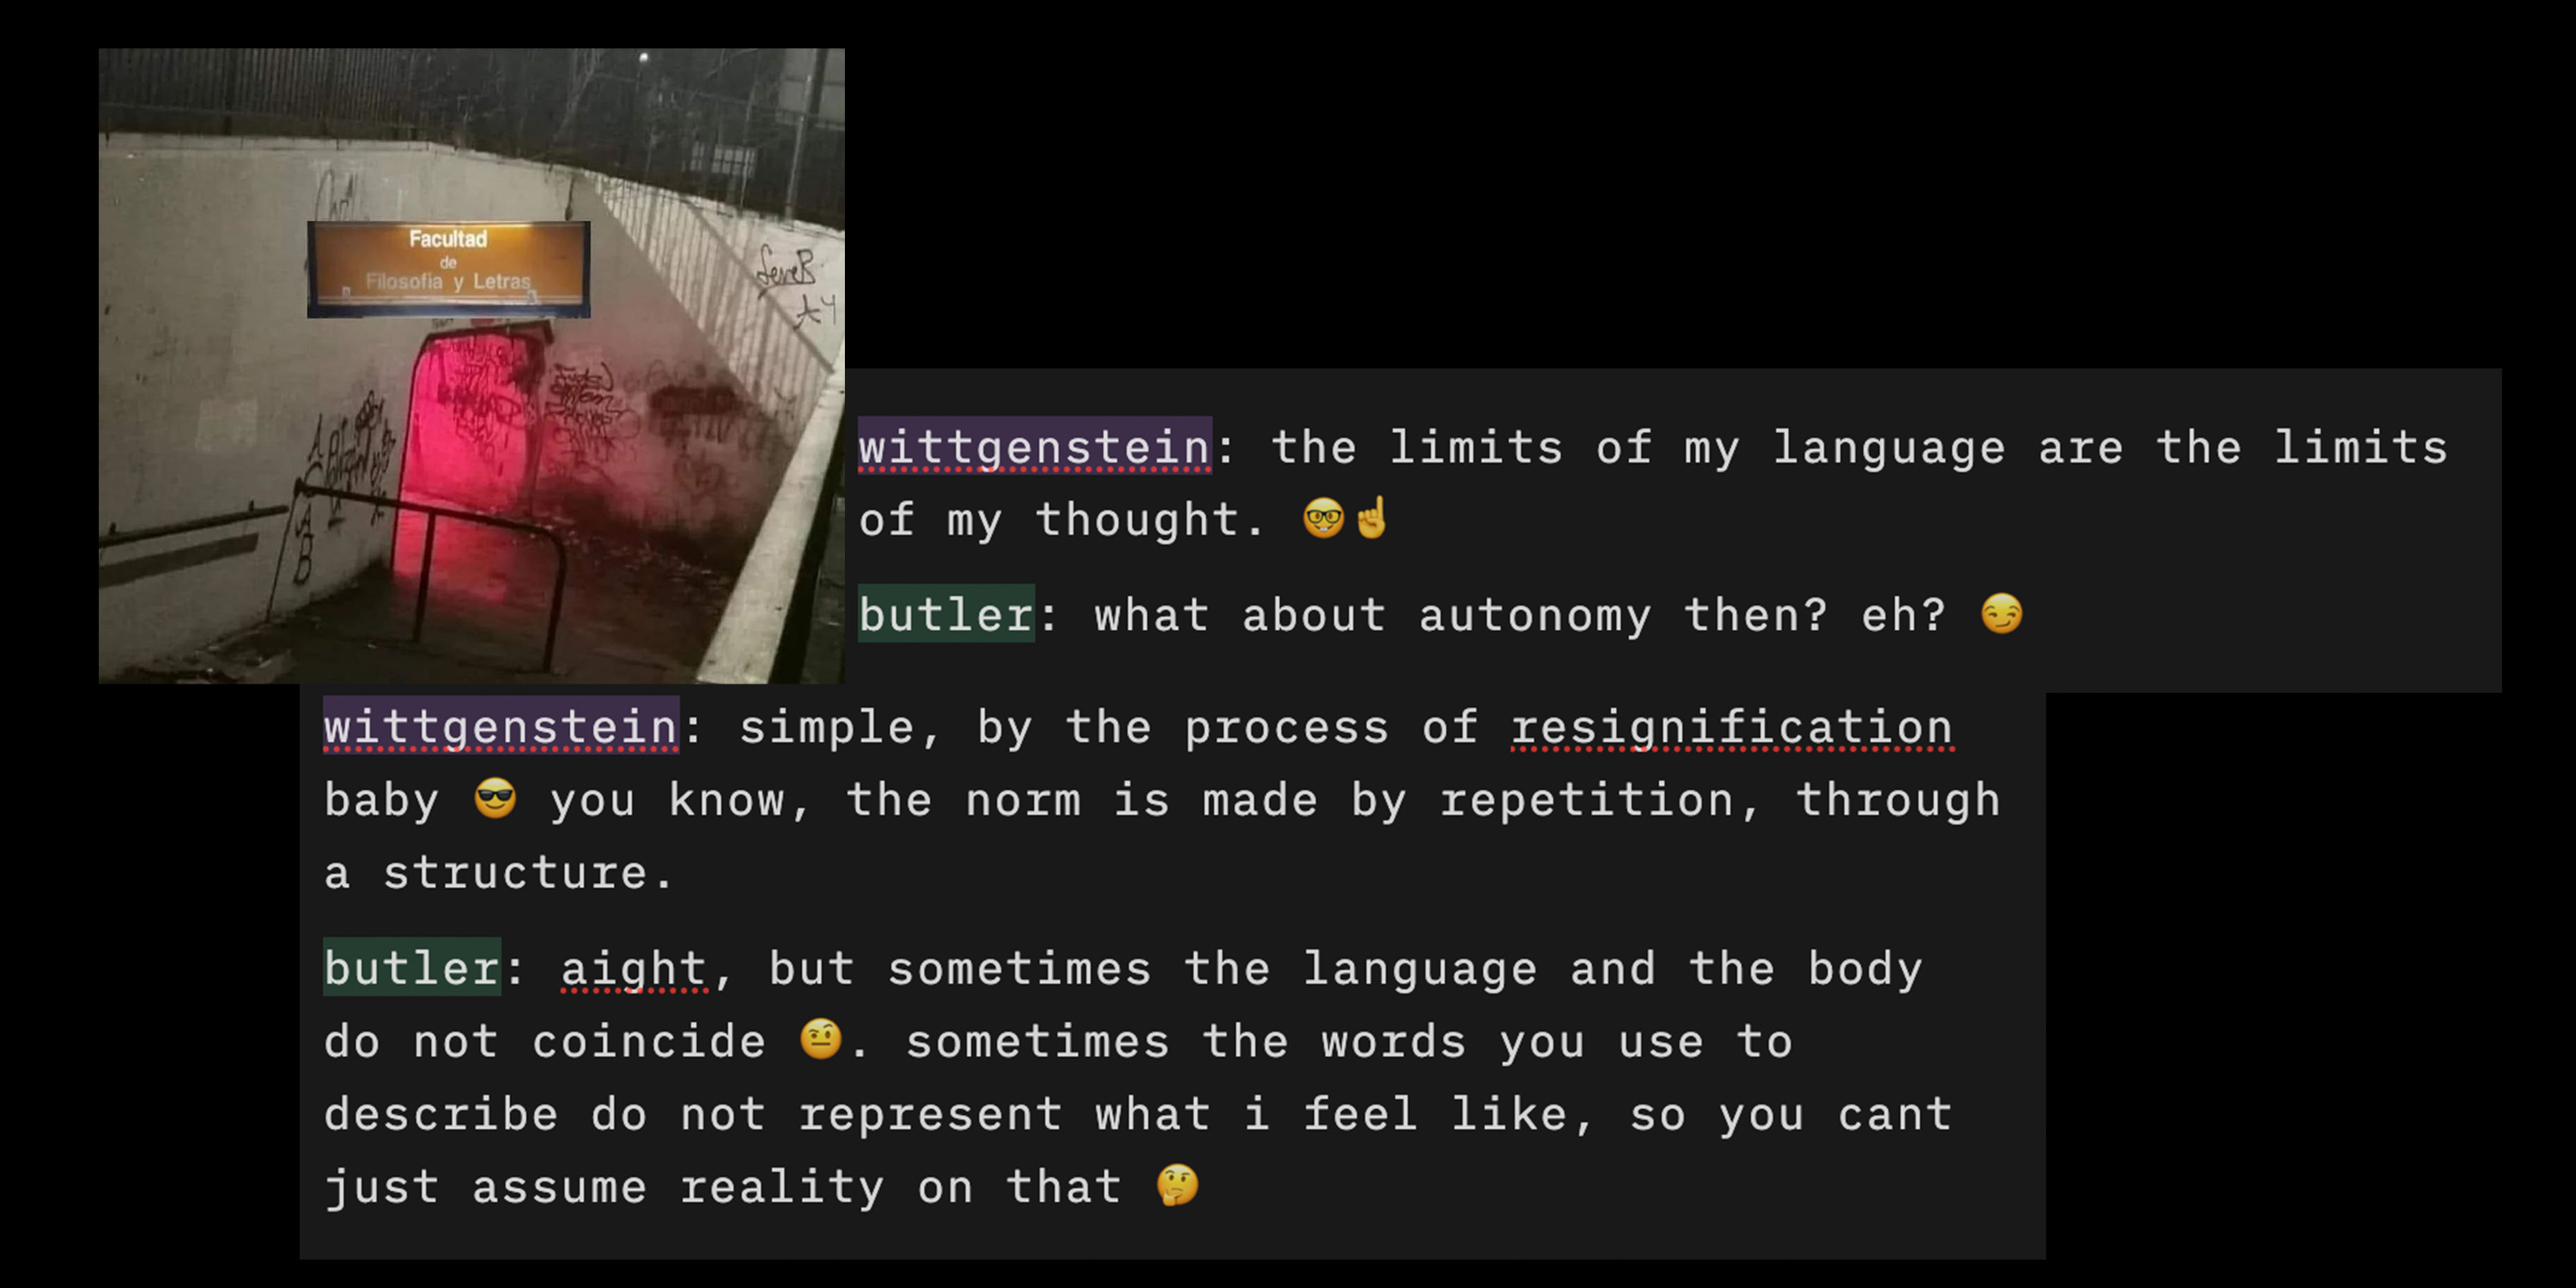 Facultad
de
Filosofia y Letras
SereB
A4
wittgenstein: the limits of my language are the limits
of my thought. 🤓☝️
butler: what about autonomy then? eh? 😏
wittgenstein: simple, by the process of resignification
baby 😎 you know, the norm is made by repetition, through
a structure.
butler: aight, but sometimes the language and the body
do not coincide 🤨. sometimes the words you use to
describe do not represent what i feel like, so you cant
just assume reality on that 🤔